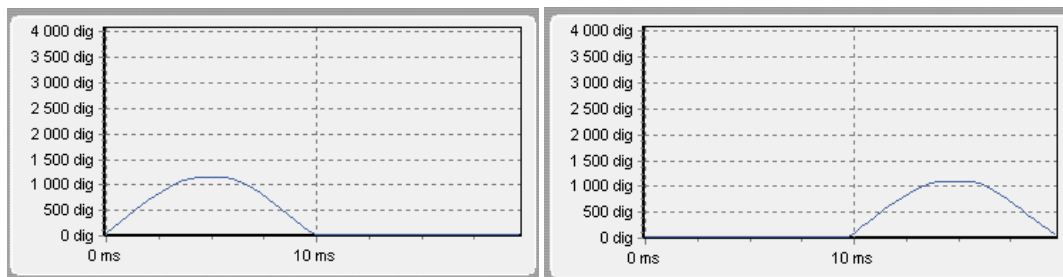 4 000 dig
3 500 dig
3 000 dig
2 500 dig
2 000 dig
1 500 dig
1 000 dig
500 dig
0 dig
0 ms 10 ms
4 000 dig
3 500 dig
3 000 dig
2 500 dig
2 000 dig
1 500 dig
1 000 dig
500 dig
0 dig
0 ms 10 ms